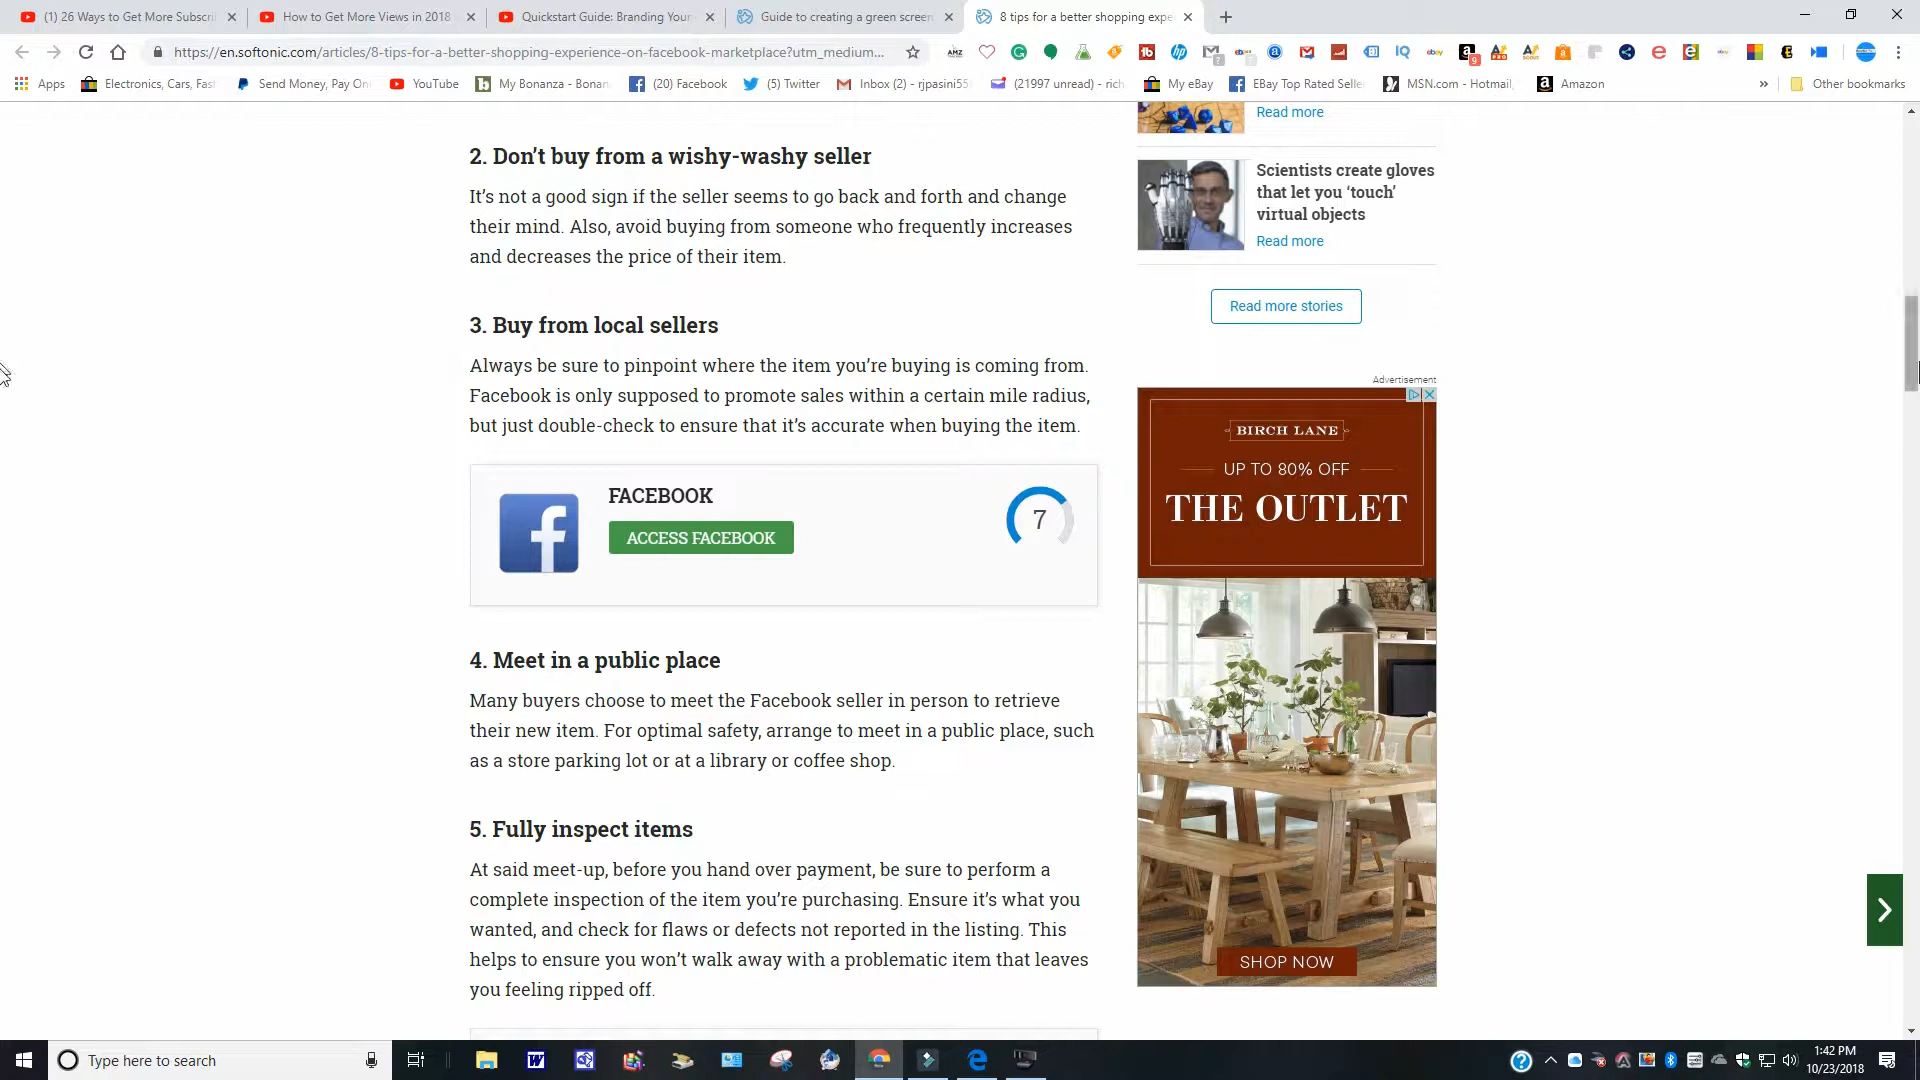 (1) 26 Ways to Get More Subscri
How to Get More Views in 2018
Quickstart Guide: Branding Your
Guide to creating a green screen
8 tips for a better shopping expe
https://en.softonic.com/articles/8-tips-for-a-better-shopping-experience-on-facebook-marketplace?utm_medium...
Apps
Electronics, Cars, Fas
Send Money, Pay Onl
YouTube
My Bonanza - Bonan
(20) Facebook
(5) Twitter
Inbox (2) - rjpasini55
(21997 unread) - rich
My eBay
EBay Top Rated Selle
MSN.com - Hotmail,
Amazon
Other bookmarks
2. Don’t buy from a wishy-washy seller
It’s not a good sign if the seller seems to go back and forth and change
their mind. Also, avoid buying from someone who frequently increases
and decreases the price of their item.
3. Buy from local sellers
Always be sure to pinpoint where the item you’re buying is coming from.
Facebook is only supposed to promote sales within a certain mile radius,
but just double-check to ensure that it’s accurate when buying the item.
FACEBOOK
ACCESS FACEBOOK
7
4. Meet in a public place
Many buyers choose to meet the Facebook seller in person to retrieve
their new item. For optimal safety, arrange to meet in a public place, such
as a store parking lot or at a library or coffee shop.
5. Fully inspect items
At said meet-up, before you hand over payment, be sure to perform a
complete inspection of the item you’re purchasing. Ensure it’s what you
wanted, and check for flaws or defects not reported in the listing. This
helps to ensure you won’t walk away with a problematic item that leaves
you feeling ripped off.
Read more
Scientists create gloves
that let you ‘touch’
virtual objects
Read more
Read more stories
Advertisement
BIRCH LANE
UP TO 80% OFF
THE OUTLET
SHOP NOW
Type here to search
1:42 PM
10/23/2018